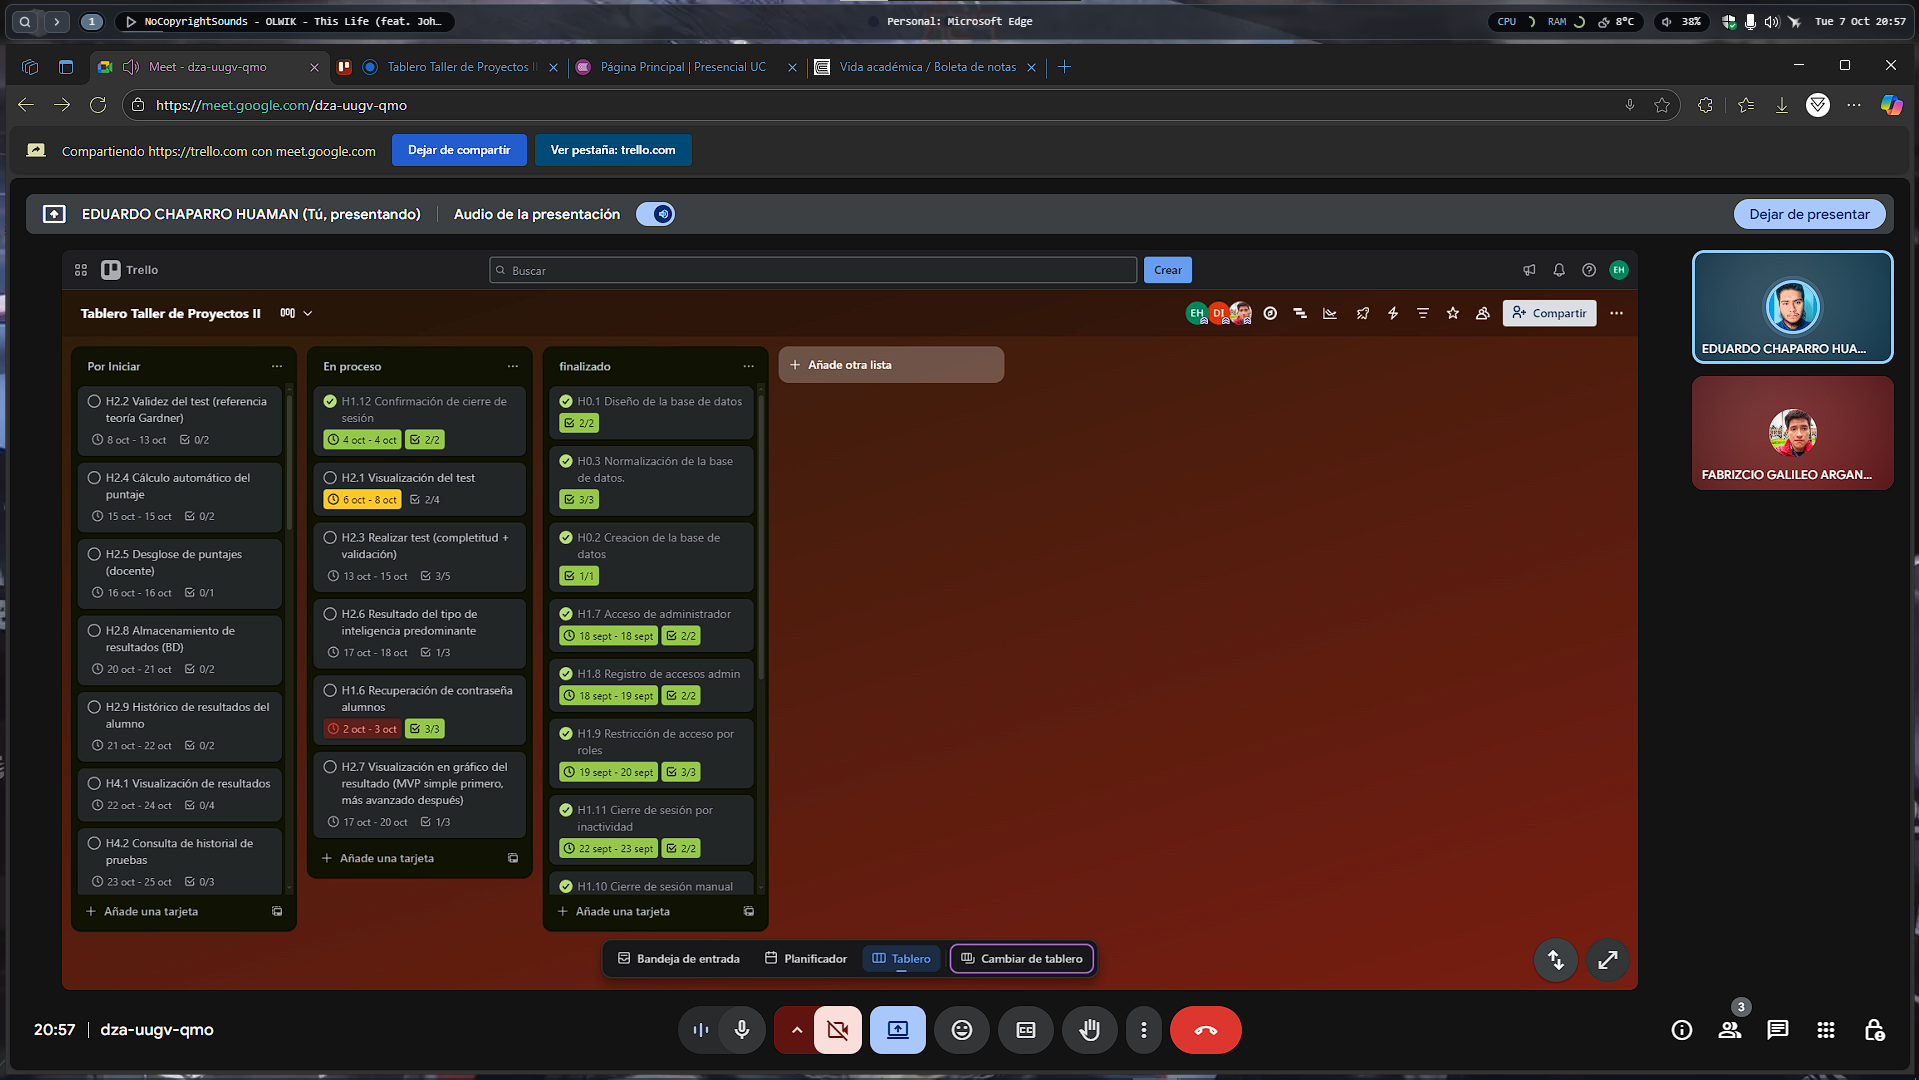 1
NoCopyrightSounds - OLWIK - This Life (feat. Joh…
Personal: Microsoft Edge
CPU
RAM
8°C
38%
Tue 7 Oct 20:57
Meet - dza-uugv-qmo
Tablero Taller de Proyectos I
Página Principal | Presencial UC
Vida académica / Boleta de notas
https://meet.google.com/dza-uugv-qmo
Compartiendo https://trello.com con meet.google.com
Dejar de compartir
Ver pestaña: trello.com
EDUARDO CHAPARRO HUAMAN (Tú, presentando)
Audio de la presentación
Dejar de presentar
Trello
Buscar
Crear
EH
Tablero Taller de Proyectos II
EH
DI
Compartir
Por Iniciar
H2.2 Validez del test (referencia
teoría Gardner)
8 oct - 13 oct
0/2
H2.4 Cálculo automático del
puntaje
15 oct - 15 oct
0/2
H2.5 Desglose de puntajes
(docente)
16 oct - 16 oct
0/1
H2.8 Almacenamiento de
resultados (BD)
20 oct - 21 oct
0/2
H2.9 Histórico de resultados del
alumno
21 oct - 22 oct
0/2
H4.1 Visualización de resultados
22 oct - 24 oct
0/4
H4.2 Consulta de historial de
pruebas
23 oct - 25 oct
0/3
Añade una tarjeta
En proceso
H1.12 Confirmación de cierre de
sesión
4 oct - 4 oct
2/2
H2.1 Visualización del test
6 oct - 8 oct
2/4
H2.3 Realizar test (completitud +
validación)
13 oct - 15 oct
3/5
H2.6 Resultado del tipo de
inteligencia predominante
17 oct - 18 oct
1/3
H1.6 Recuperación de contraseña
alumnos
2 oct - 3 oct
3/3
H2.7 Visualización en gráfico del
resultado (MVP simple primero,
más avanzado después)
17 oct - 20 oct
1/3
Añade una tarjeta
finalizado
H0.1 Diseño de la base de datos
2/2
H0.3 Normalización de la base
de datos.
3/3
H0.2 Creacion de la base de
datos
1/1
H1.7 Acceso de administrador
18 sept - 18 sept
2/2
H1.8 Registro de accesos admin
18 sept - 19 sept
2/2
H1.9 Restricción de acceso por
roles
19 sept - 20 sept
3/3
H1.11 Cierre de sesión por
inactividad
22 sept - 23 sept
2/2
H1.10 Cierre de sesión manual
Añade una tarjeta
Añade otra lista
Bandeja de entrada
Planificador
Tablero
Cambiar de tablero
EDUARDO CHAPARRO HUA...
FABRIZCIO GALILEO ARGAN...
20:57
dza-uugv-qmo
3